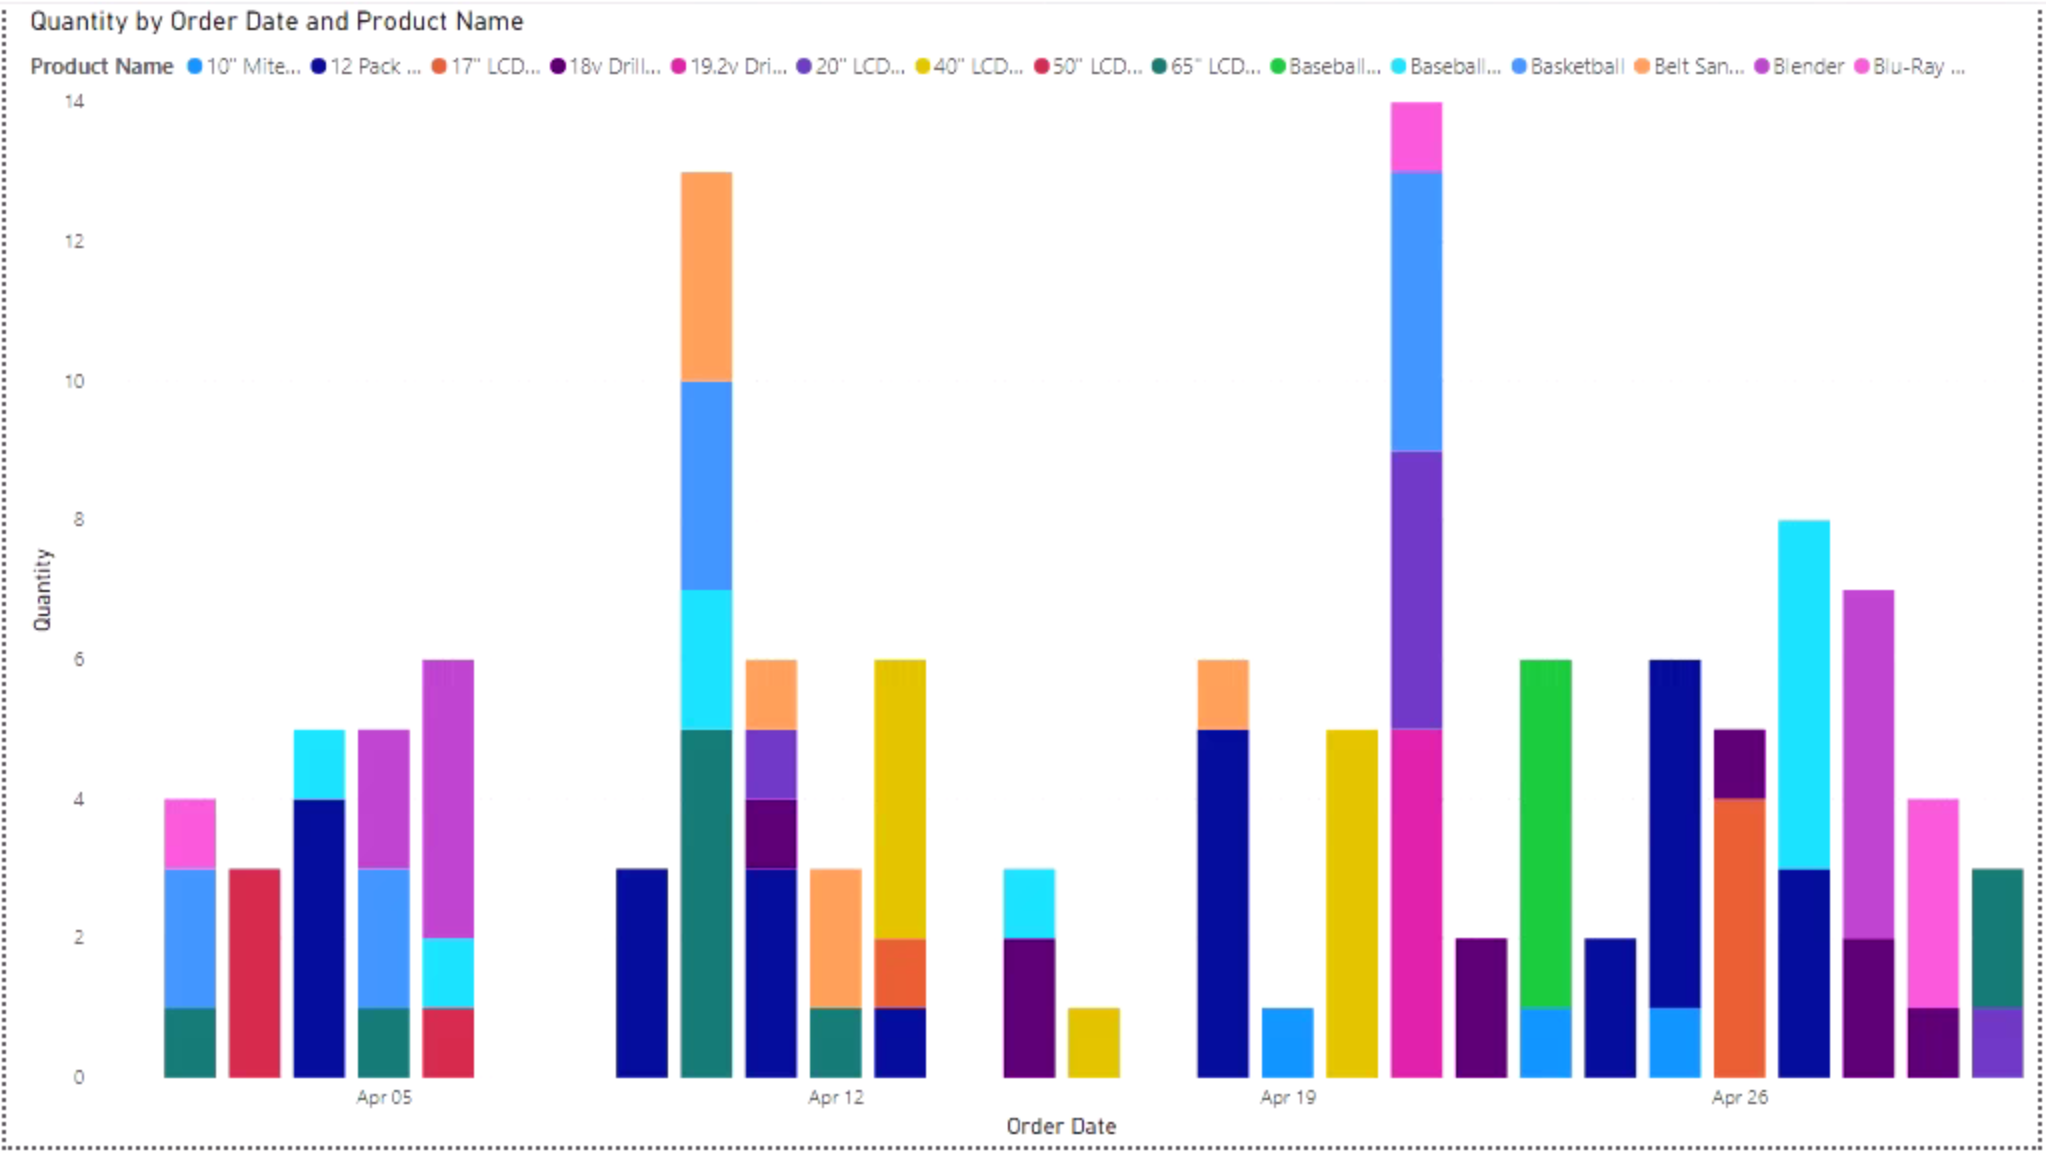 Quantity by Order Date and Product Name
Product Name 10" Mite... 12 Pack ... 17" LCD... 18v Drill... 19.2v Dri... 20" LCD... 40" LCD... 50" LCD... 65" LCD... Baseball... Baseball... Basketball Belt San... Blender Blu-Ray ...
14
12
10
8
6
4
2
0
Quantity
Apr 05 Apr 12 Apr 19 Apr 26
Order Date